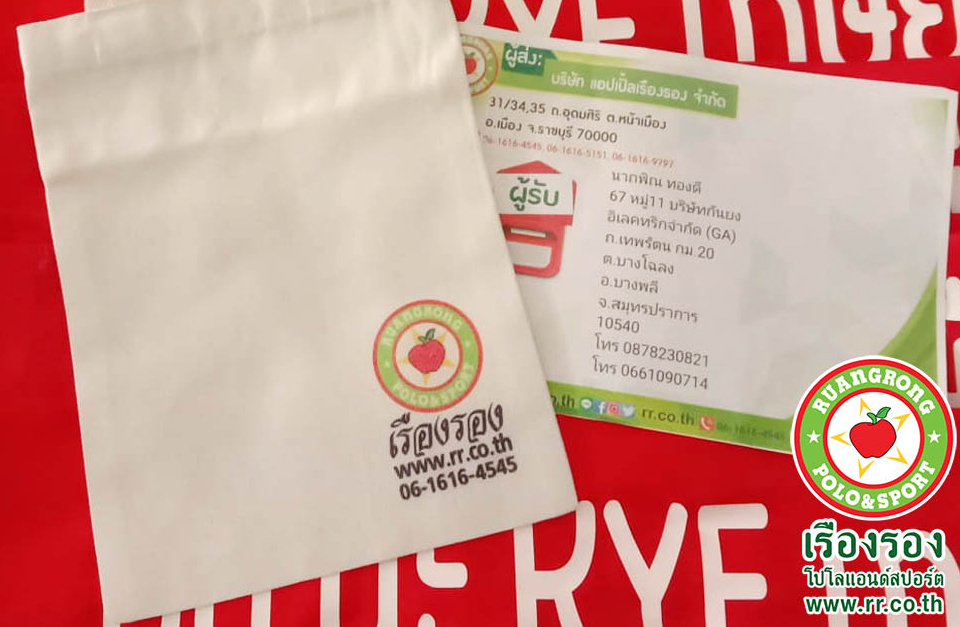 RYE
ผู้ส่ง:
บริษัท แอปเปิ้ลเรืองรอง จำกัด
31/34,35 ถ.อุดมศิริ ต.หน้าเมือง
อ.เมือง จ.ราชบุรี 70000
06-1616-4545, 06-1616-5151, 06-1616-9797
ผู้รับ
นาถพิณ ทองดี
67 หมู่11 บริษัทกันยง
อิเลคทริกจำกัด (GA)
ถ.เทพรัตน กม.20
ต.บางโฉลง
อ.บางพลี
จ.สมุทรปราการ
10540
โทร 0878230821
โทร 0661090714
rr.co.th 06-1616-4545
RUANGRONG
POLO&SPORT
เรืองรอง
www.rr.co.th
06-1616-4545
RYE
RUANGRONG
POLO&SPORT
เรืองรอง
โปโลแอนด์สปอร์ต
www.rr.co.th